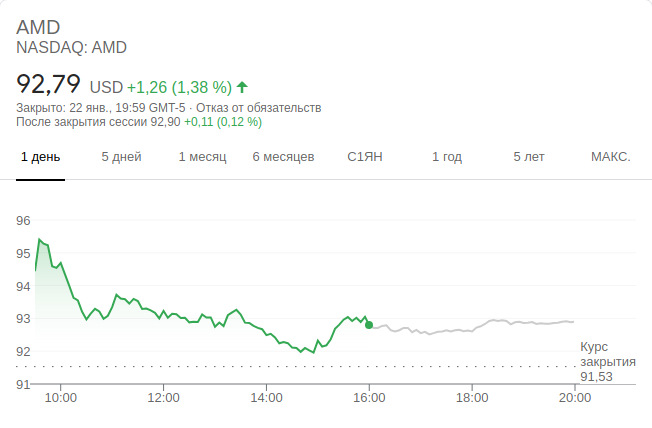 AMD
NASDAQ: AMD
92,79 USD +1,26 (1,38 %)
Закрыто: 22 янв., 19:59 GMT-5 · Отказ от обязательств
После закрытия сессии 92,90 +0,11 (0,12 %)
1 день 5 дней 1 месяц 6 месяцев С1ЯН 1 год 5 лет МАКС.
96
95
94
93
92
91
Курс
закрытия
91,53
10:00 12:00 14:00 16:00 18:00 20:00